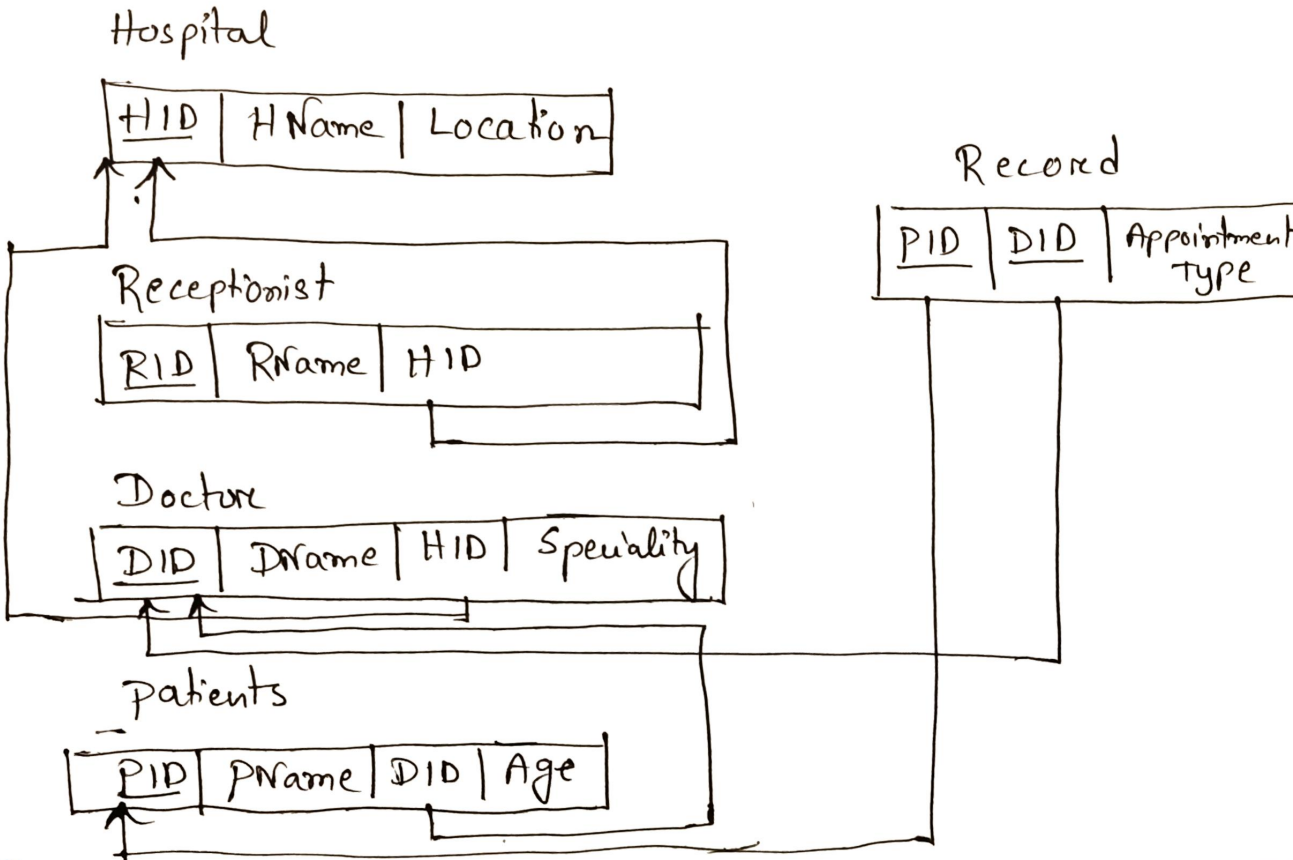 Hospital
HID HName Location
Record
PID DID Appointment
Type
Receptionist
RID RName HID
Doctor
DID DName HID Speciality
patients
PID PName DID Age